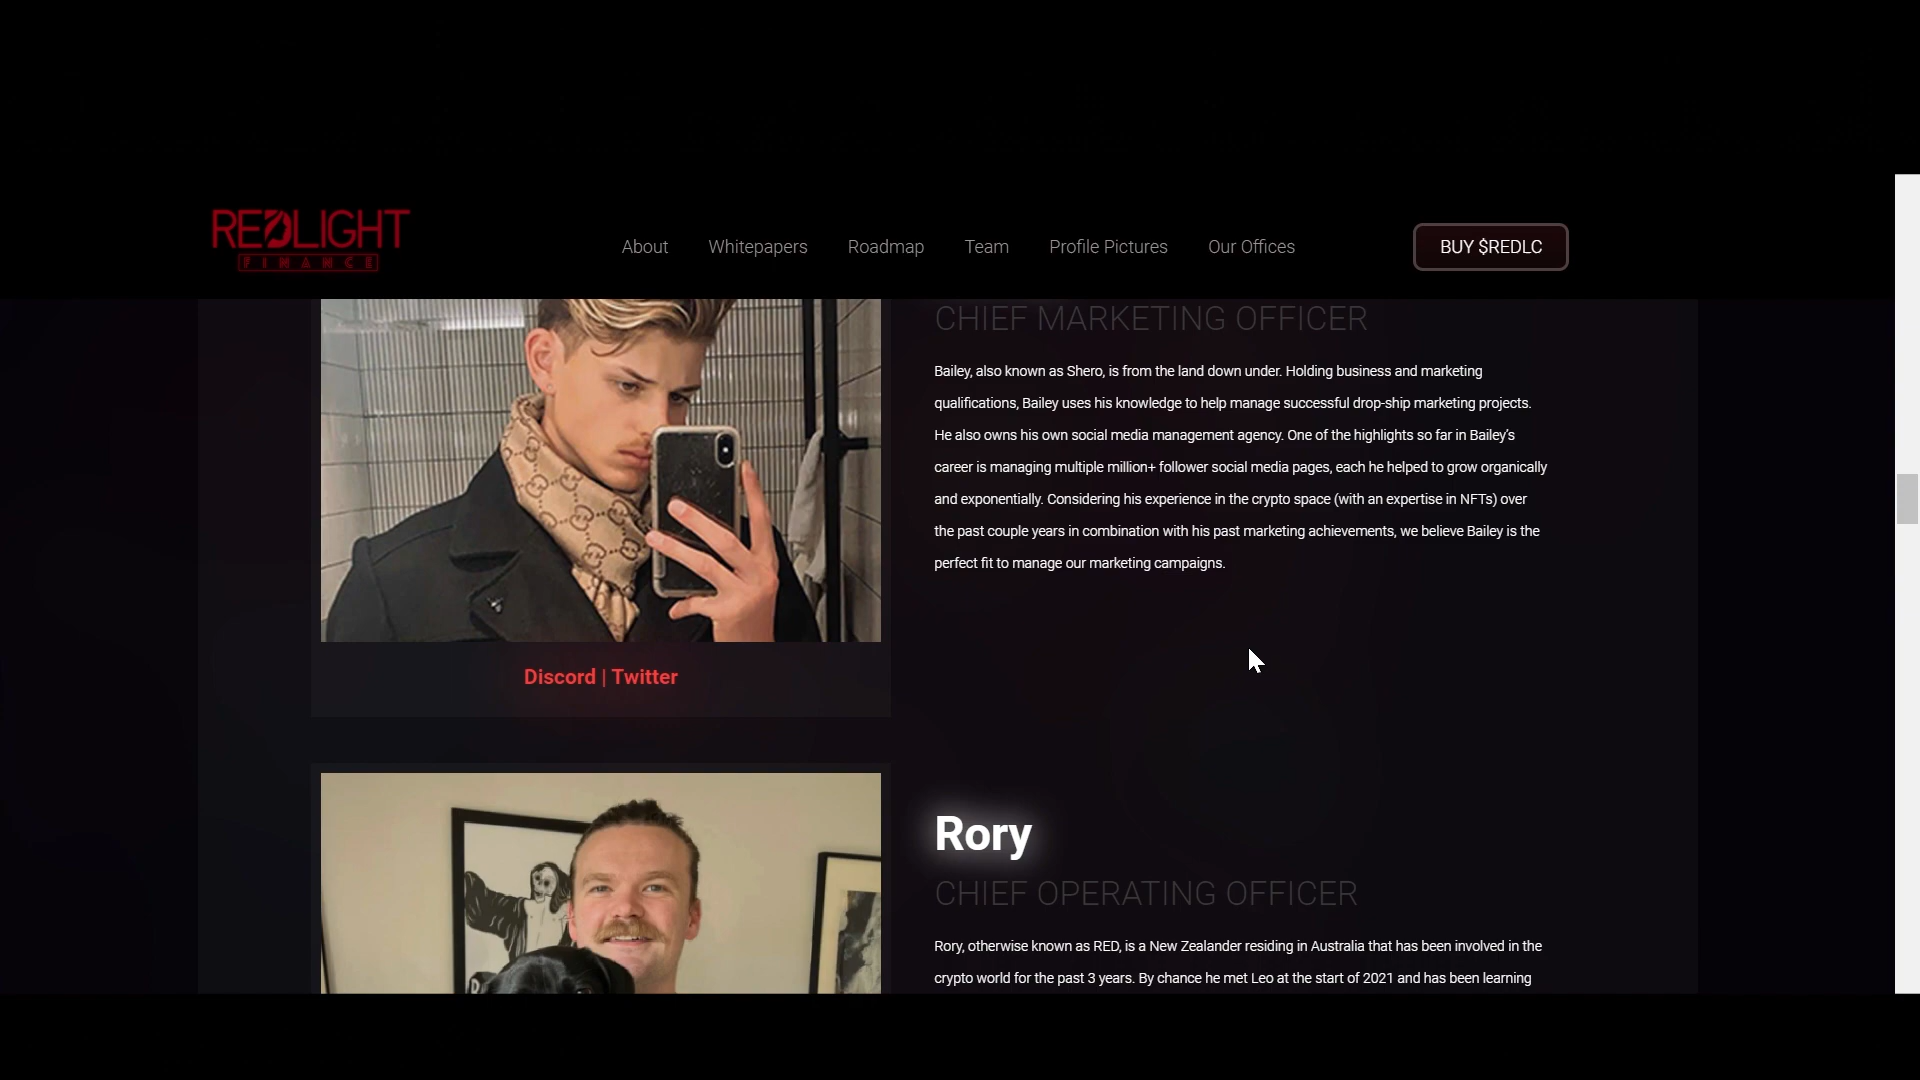 REDLIGHT
FINANCE
About
Whitepapers
Roadmap
Team
Profile Pictures
Our Offices
BUY $REDLC
CHIEF MARKETING OFFICER
Bailey, also known as Shero, is from the land down under. Holding business and marketing
qualifications, Bailey uses his knowledge to help manage successful drop-ship marketing projects.
He also owns his own social media management agency. One of the highlights so far in Bailey's
career is managing multiple million+ follower social media pages, each he helped to grow organically
and exponentially. Considering his experience in the crypto space (with an expertise in NFTs) over
the past couple years in combination with his past marketing achievements, we believe Bailey is the
perfect fit to manage our marketing campaigns.
Discord | Twitter
Rory
CHIEF OPERATING OFFICER
Rory, otherwise known as RED, is a New Zealander residing in Australia that has been involved in the
crypto world for the past 3 years. By chance he met Leo at the start of 2021 and has been learning